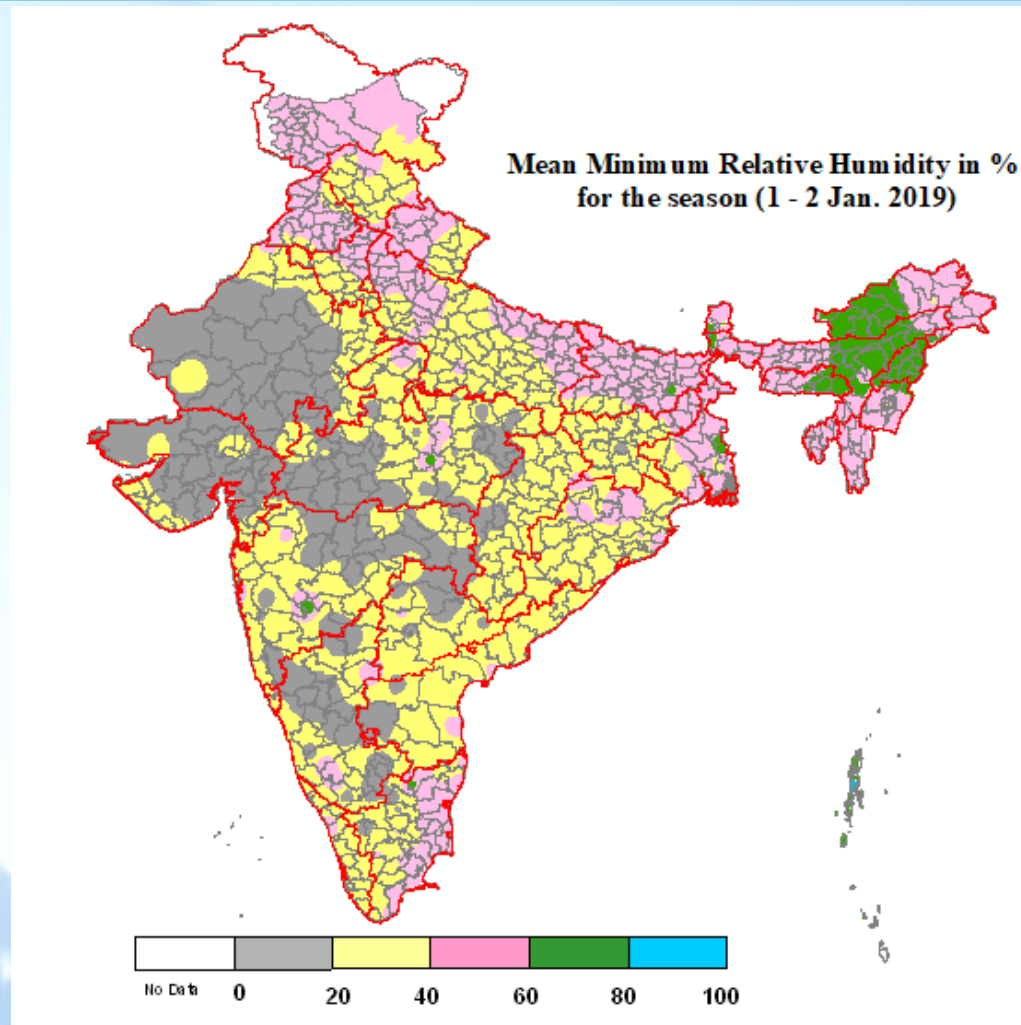 Mean Minimum Relative Humidity in %
for the season (1 - 2 Jan. 2019)
No Data 0 20 40 60 80 100